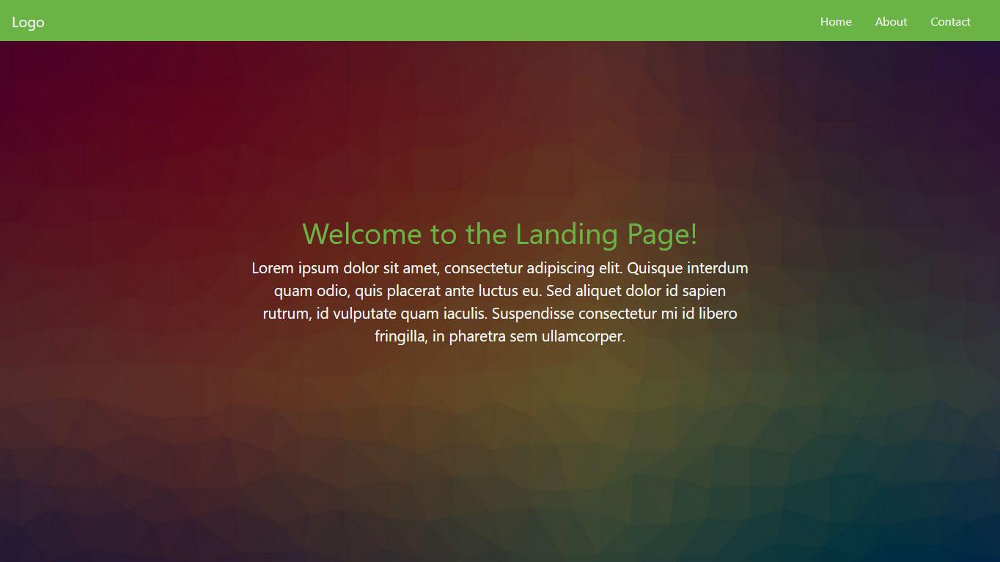 Logo
Home About Contact
Welcome to the Landing Page!
Lorem ipsum dolor sit amet, consectetur adipiscing elit. Quisque interdum
quam odio, quis placerat ante luctus eu. Sed aliquet dolor id sapien
rutrum, id vulputate quam iaculis. Suspendisse consectetur mi id libero
fringilla, in pharetra sem ullamcorper.